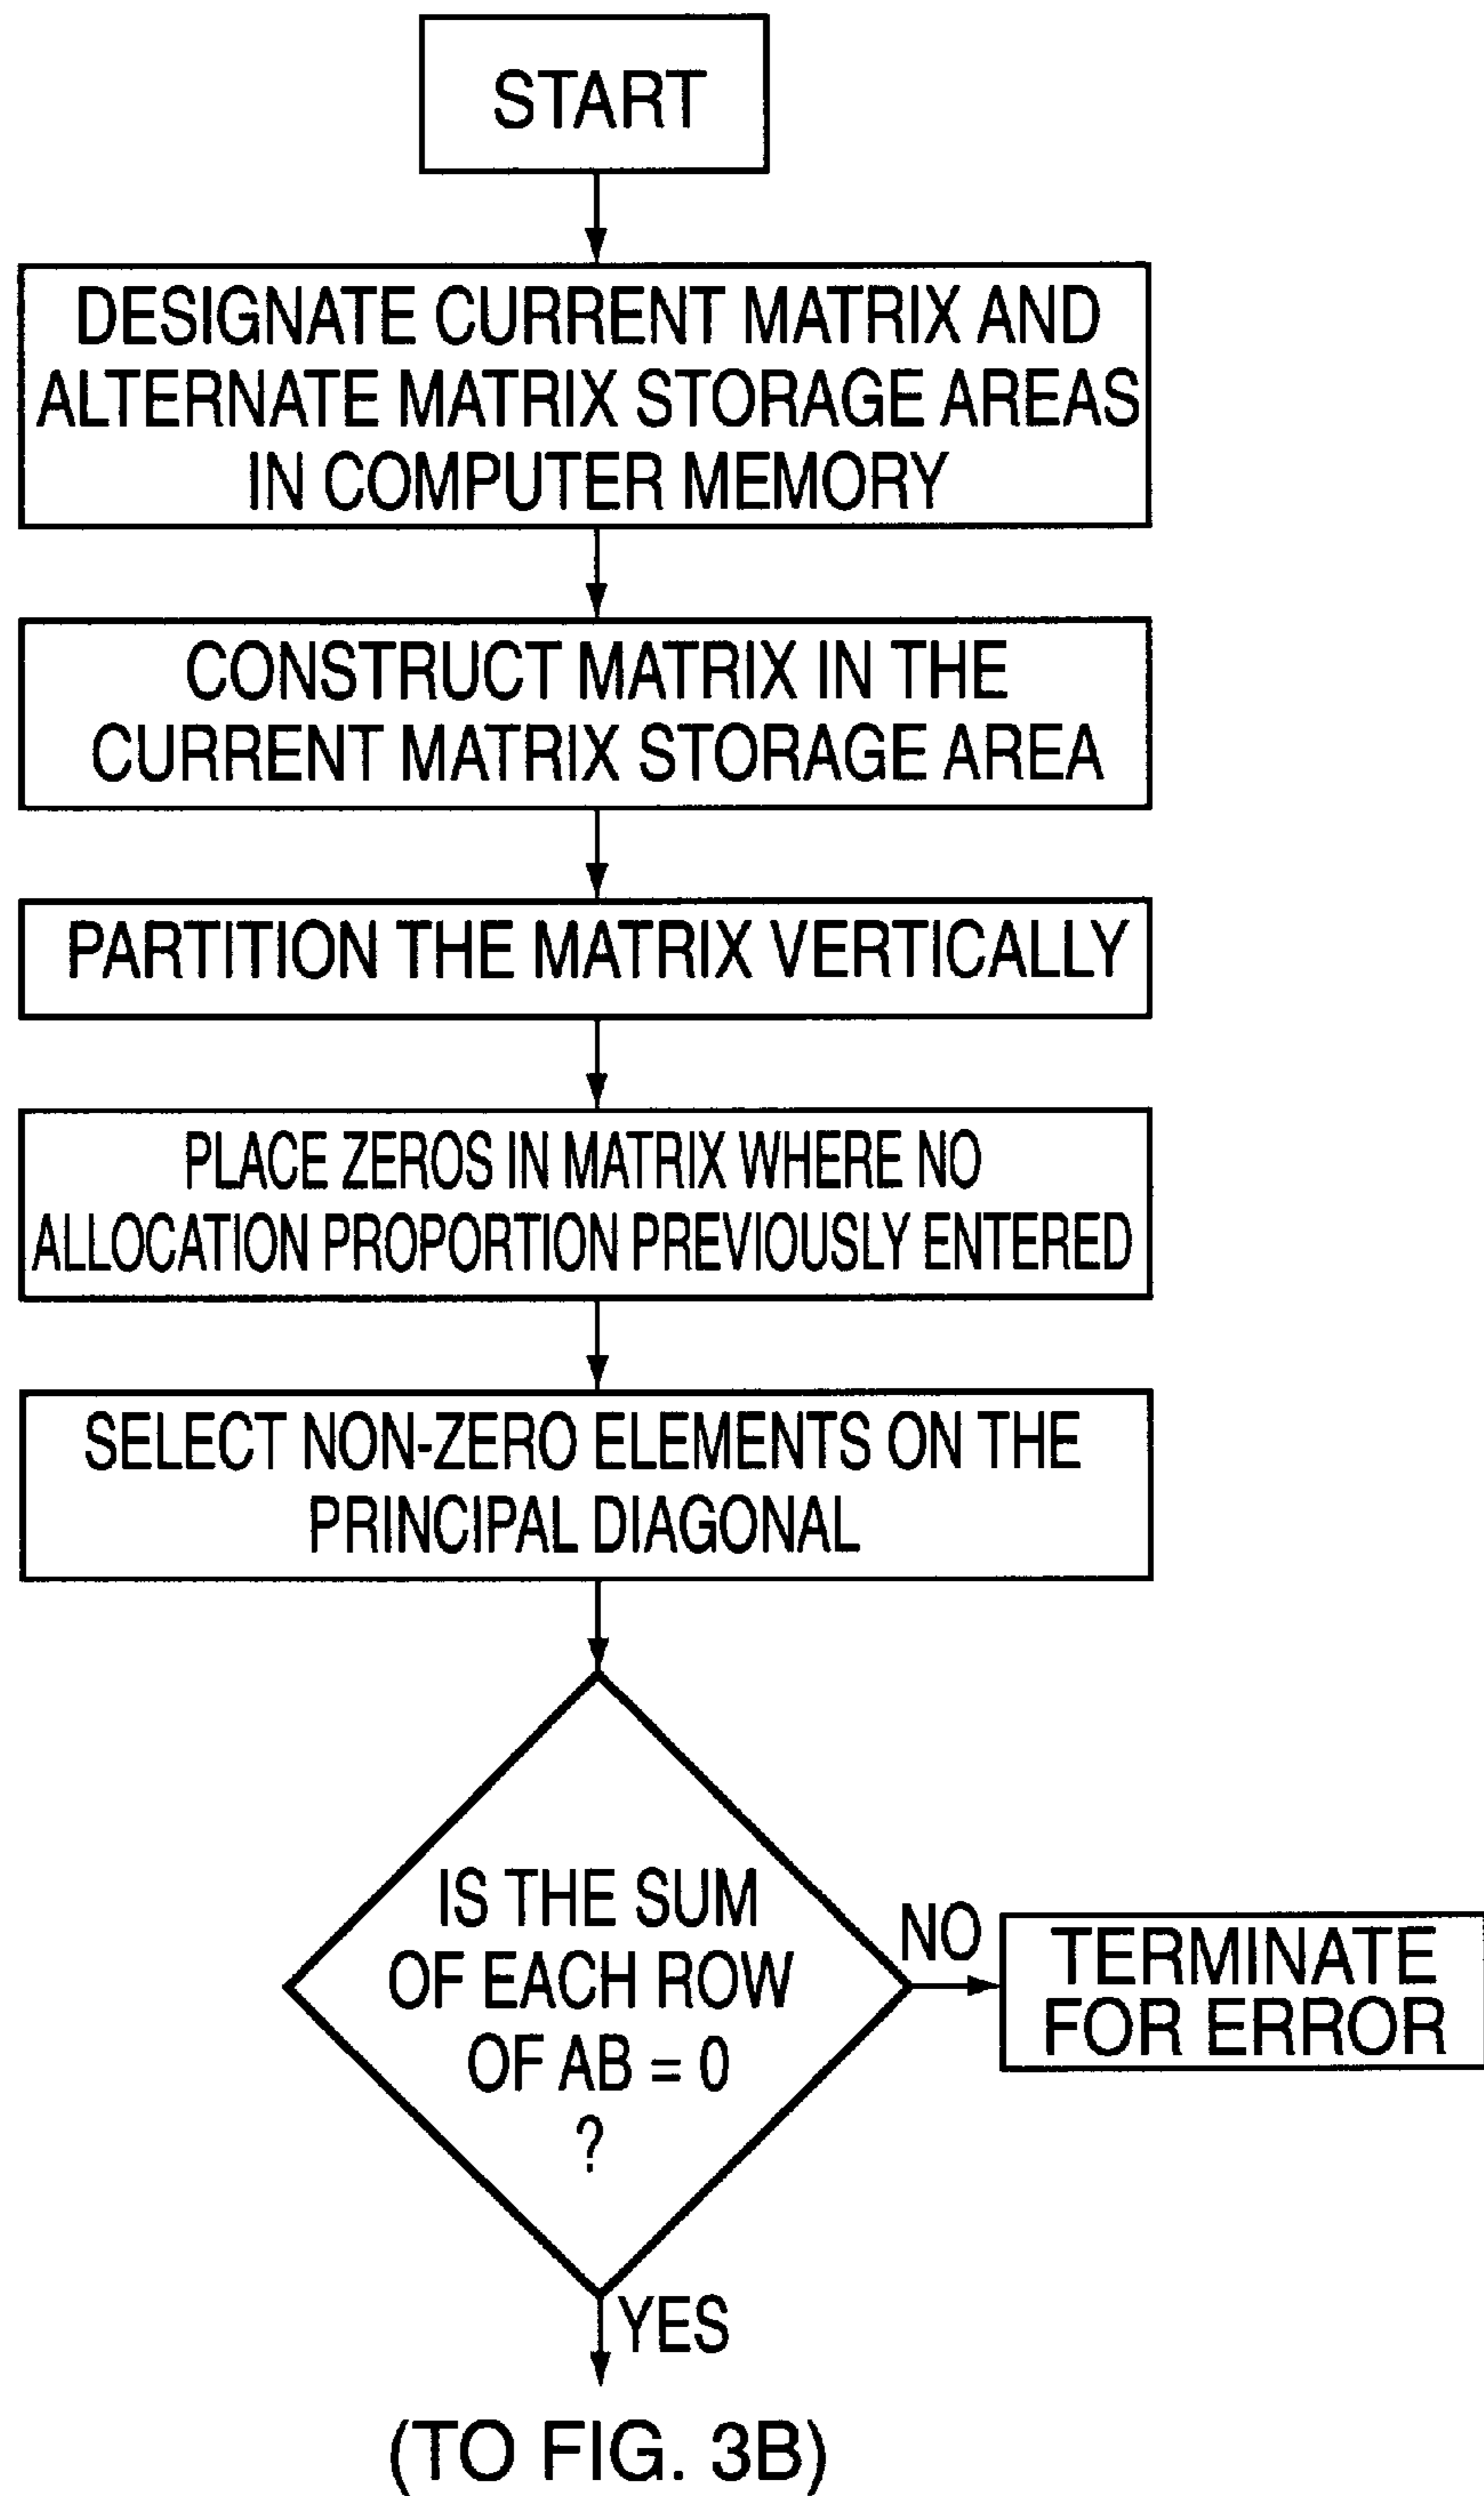 START
DESIGNATE CURRENT MATRIX AND
ALTERNATE MATRIX STORAGE AREAS
IN COMPUTER MEMORY
CONSTRUCT MATRIX IN THE
CURRENT MATRIX STORAGE AREA
PARTITION THE MATRIX VERTICALLY
PLACE ZEROS IN MATRIX WHERE NO
ALLOCATION PROPORTION PREVIOUSLY ENTERED
SELECT NON-ZERO ELEMENTS ON THE
PRINCIPAL DIAGONAL
IS THE SUM
OF EACH ROW
OF AB = 0
?
NO
TERMINATE
FOR ERROR
YES
(TO FIG. 3B)